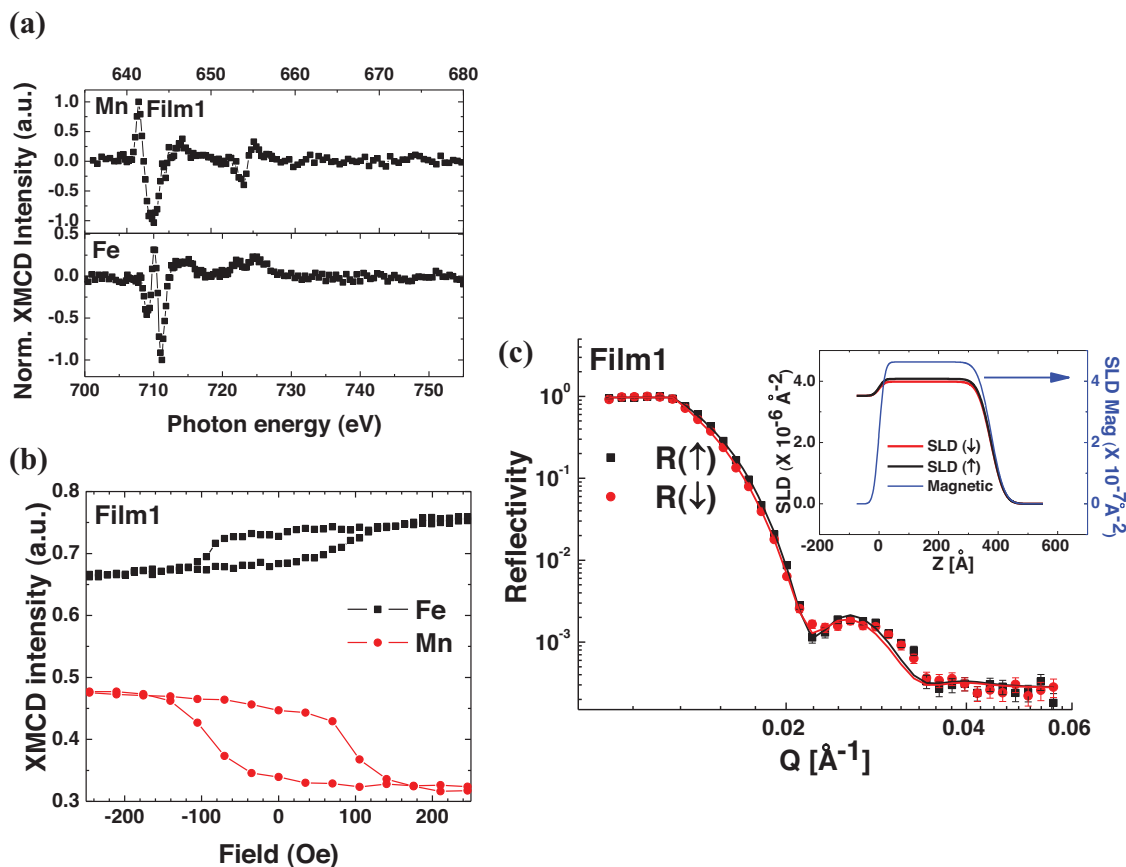 (a)
640 650 660 670 680
Mn Film1
1.0
0.5
0.0
-0.5
-1.0
0.5
Fe
0.0
-0.5
-1.0
Norm. XMCD Intensity (a.u.)
700 710 720 730 740 750
Photon energy (eV)
(b)
0.8
Film1
0.7
0.6
0.5
0.4
0.3
Fe
Mn
XMCD intensity (a.u.)
-200 -100 0 100 200
Field (Oe)
(c)
Film1
10⁰
10⁻¹
10⁻²
10⁻³
R(↑)
R(↓)
Reflectivity
0.02 0.04 0.06
Q [Å⁻¹]
4.0
2.0
0.0
SLD (X 10⁻⁶ Å⁻²)
SLD (↓)
SLD (↑)
Magnetic
4
2
0
SLD Mag (X 10⁻⁷Å⁻²)
-200 0 200 400 600
Z [Å]